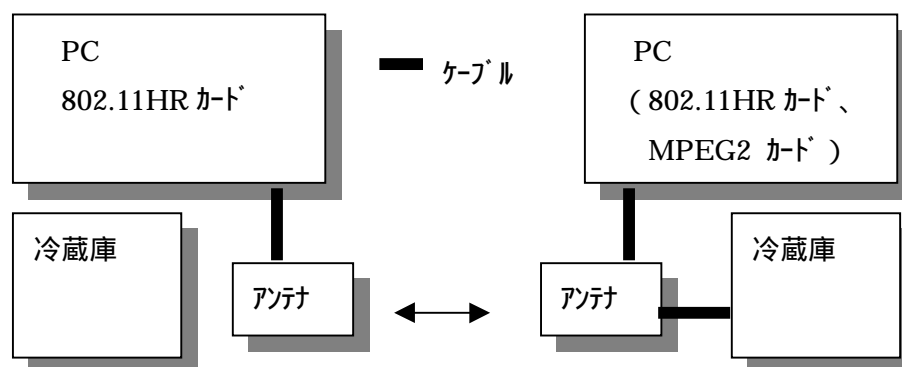 PC
802.11HR ｶｰﾄﾞ
ｹｰﾌﾞﾙ
PC
( 802.11HR ｶｰﾄﾞ、
MPEG2 ｶｰﾄﾞ )
冷蔵庫
ｱﾝﾃﾅ
ｱﾝﾃﾅ
冷蔵庫